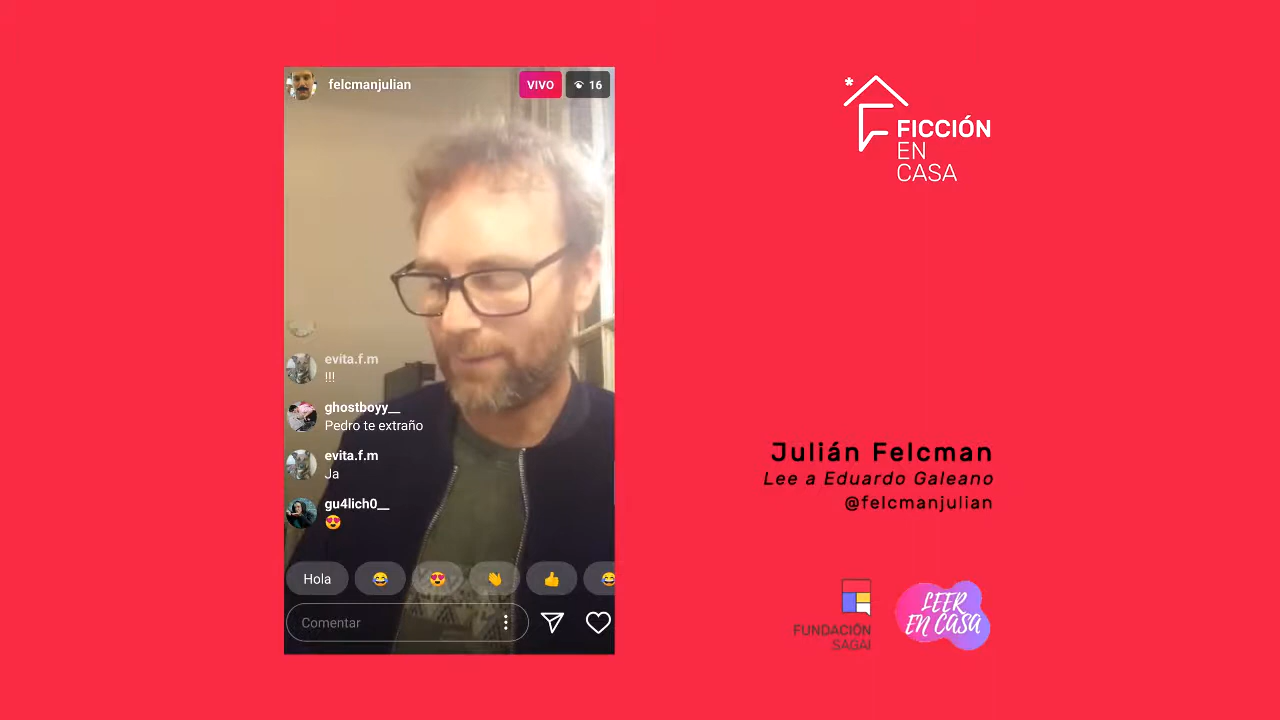 felcmanjulian
VIVO
16
evita.f.m
!!!
ghostboyy__
Pedro te extraño
evita.f.m
Ja
gu4lich0__
Hola
Comentar
* FICCIÓN
EN
CASA
Julián Felcman
Lee a Eduardo Galeano
@felcmanjulian
FUNDACIÓN
SAGAI
LEER
EN CASA